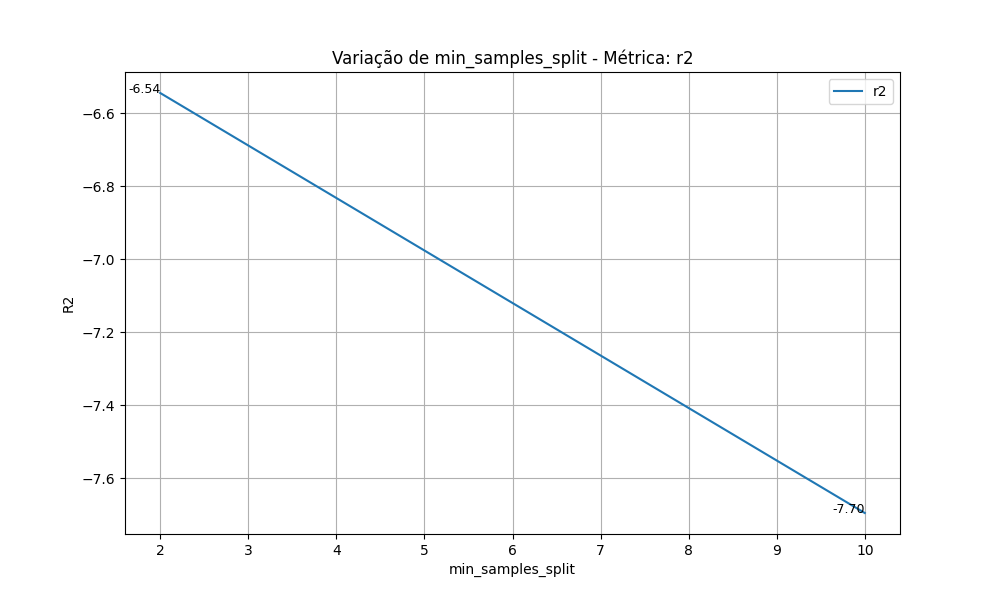 Variação de min_samples_split - Métrica: r2
r2
-6.54
−6.6
−6.8
−7.0
−7.2
−7.4
−7.6
R2
-7.70
2 3 4 5 6 7 8 9 10
min_samples_split